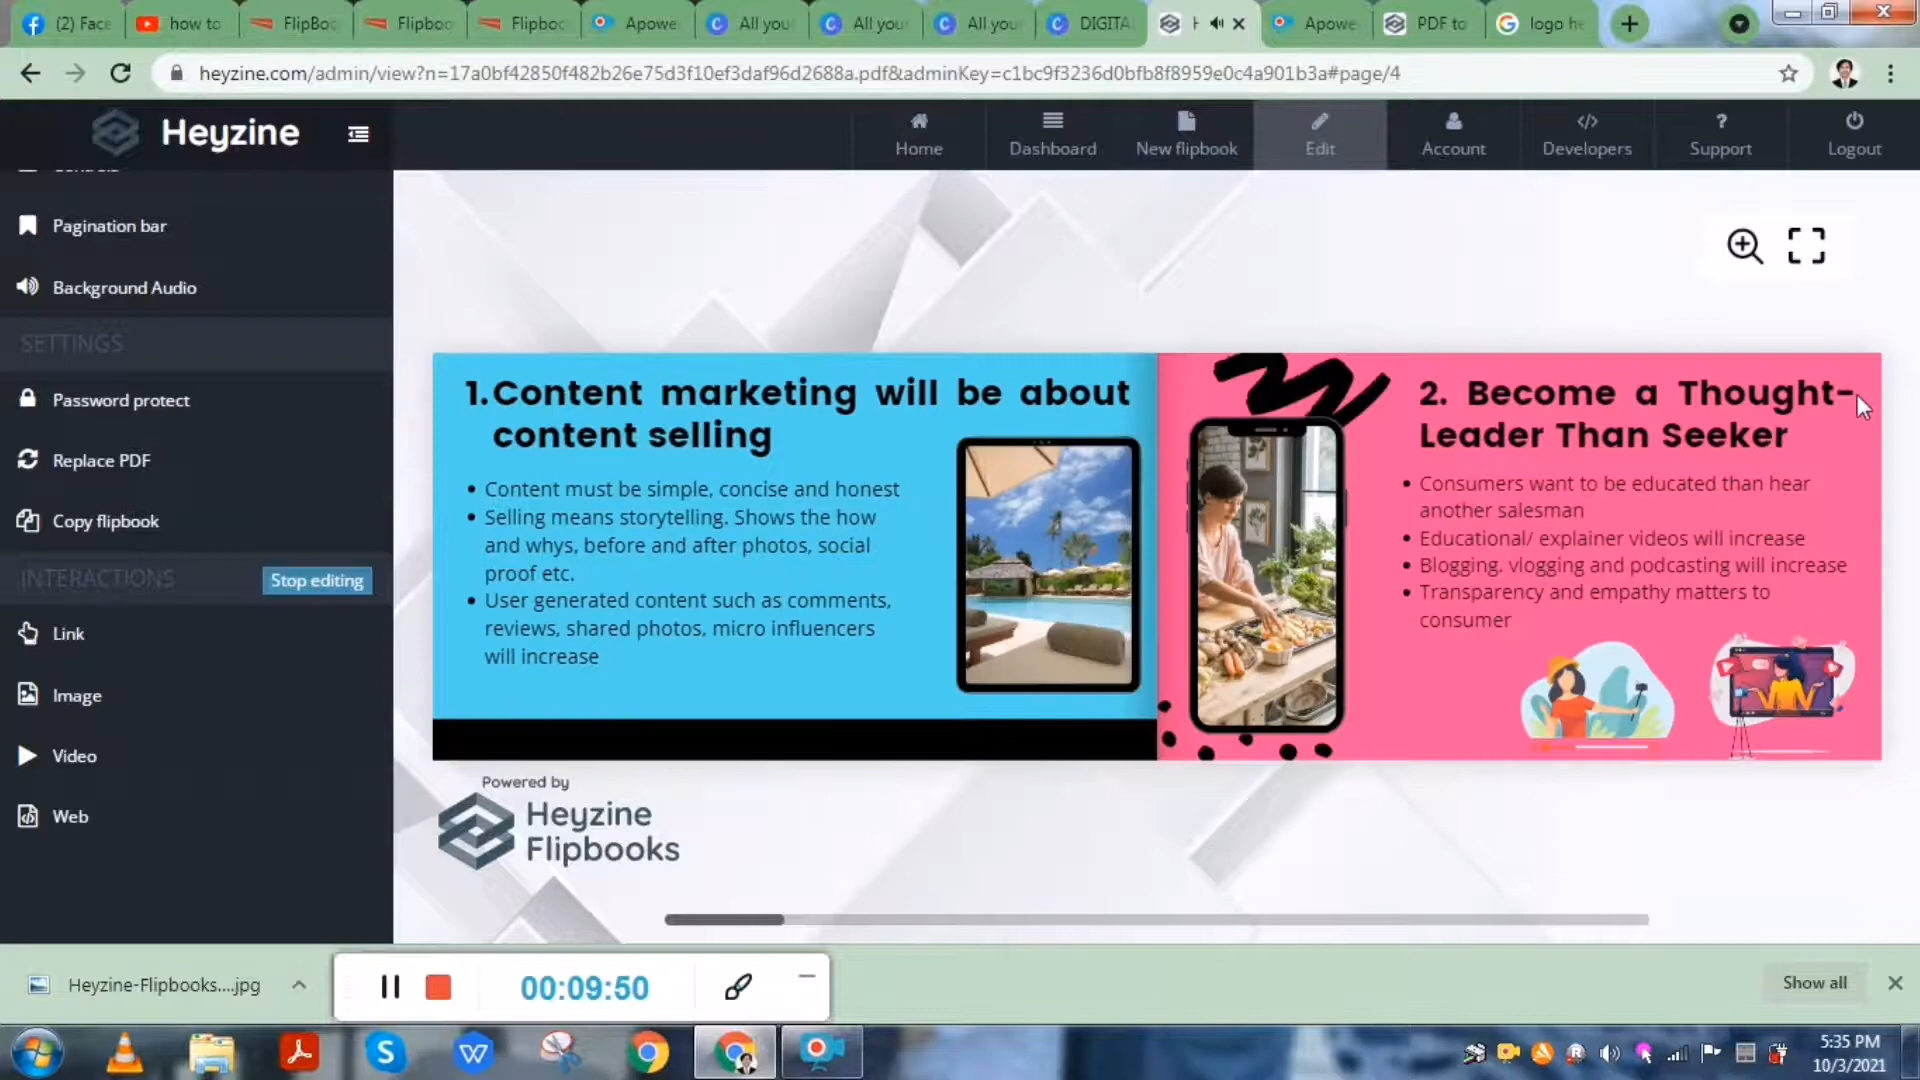 (2) Face
how to
FlipBo
Flipboo
Flipboo
Apowe
All you
All you
All you
DIGITA
H
Apowe
PDF to
logo he
heyzine.com/admin/view?n=17a0bf42850f482b26e75d3f10ef3daf96d2688a.pdf&adminKey=c1bc9f3236d0bfb8f8959e0c4a901b3a#page/4
Heyzine
Home
Dashboard
New flipbook
Edit
Account
Developers
Support
Logout
Controls
Pagination bar
Background Audio
SETTINGS
Password protect
Replace PDF
Copy flipbook
INTERACTIONS
Stop editing
Link
Image
Video
Web
1. Content marketing will be about
content selling
• Content must be simple, concise and honest
• Selling means storytelling. Shows the how
and whys, before and after photos, social
proof etc.
• User generated content such as comments,
reviews, shared photos, micro influencers
will increase
2. Become a Thought-
Leader Than Seeker
• Consumers want to be educated than hear
another salesman
• Educational/ explainer videos will increase
• Blogging. vlogging and podcasting will increase
• Transparency and empathy matters to
consumer
Powered by
Heyzine
Flipbooks
Heyzine-Flipbooks....jpg
00:09:50
Show all
5:35 PM
10/3/2021